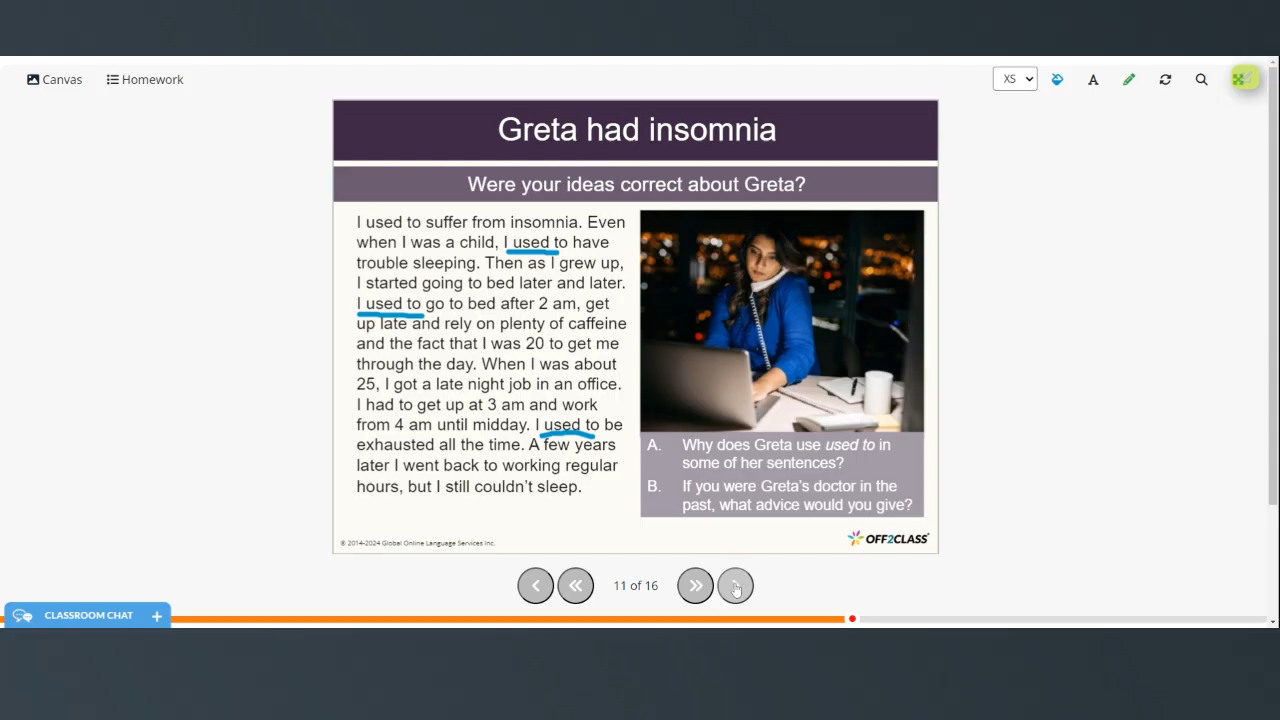 Canvas
Homework
XS
A
Greta had insomnia
Were your ideas correct about Greta?
I used to suffer from insomnia. Even
when I was a child, I used to have
trouble sleeping. Then as I grew up,
I started going to bed later and later.
I used to go to bed after 2 am, get
up late and rely on plenty of caffeine
and the fact that I was 20 to get me
through the day. When I was about
25, I got a late night job in an office.
I had to get up at 3 am and work
from 4 am until midday. I used to be
exhausted all the time. A few years
later I went back to working regular
hours, but I still couldn't sleep.
A. Why does Greta use used to in
some of her sentences?
B. If you were Greta's doctor in the
past, what advice would you give?
© 2014-2024 Global Online Language Services Inc.
OFF2CLASS
11 of 16
CLASSROOM CHAT +